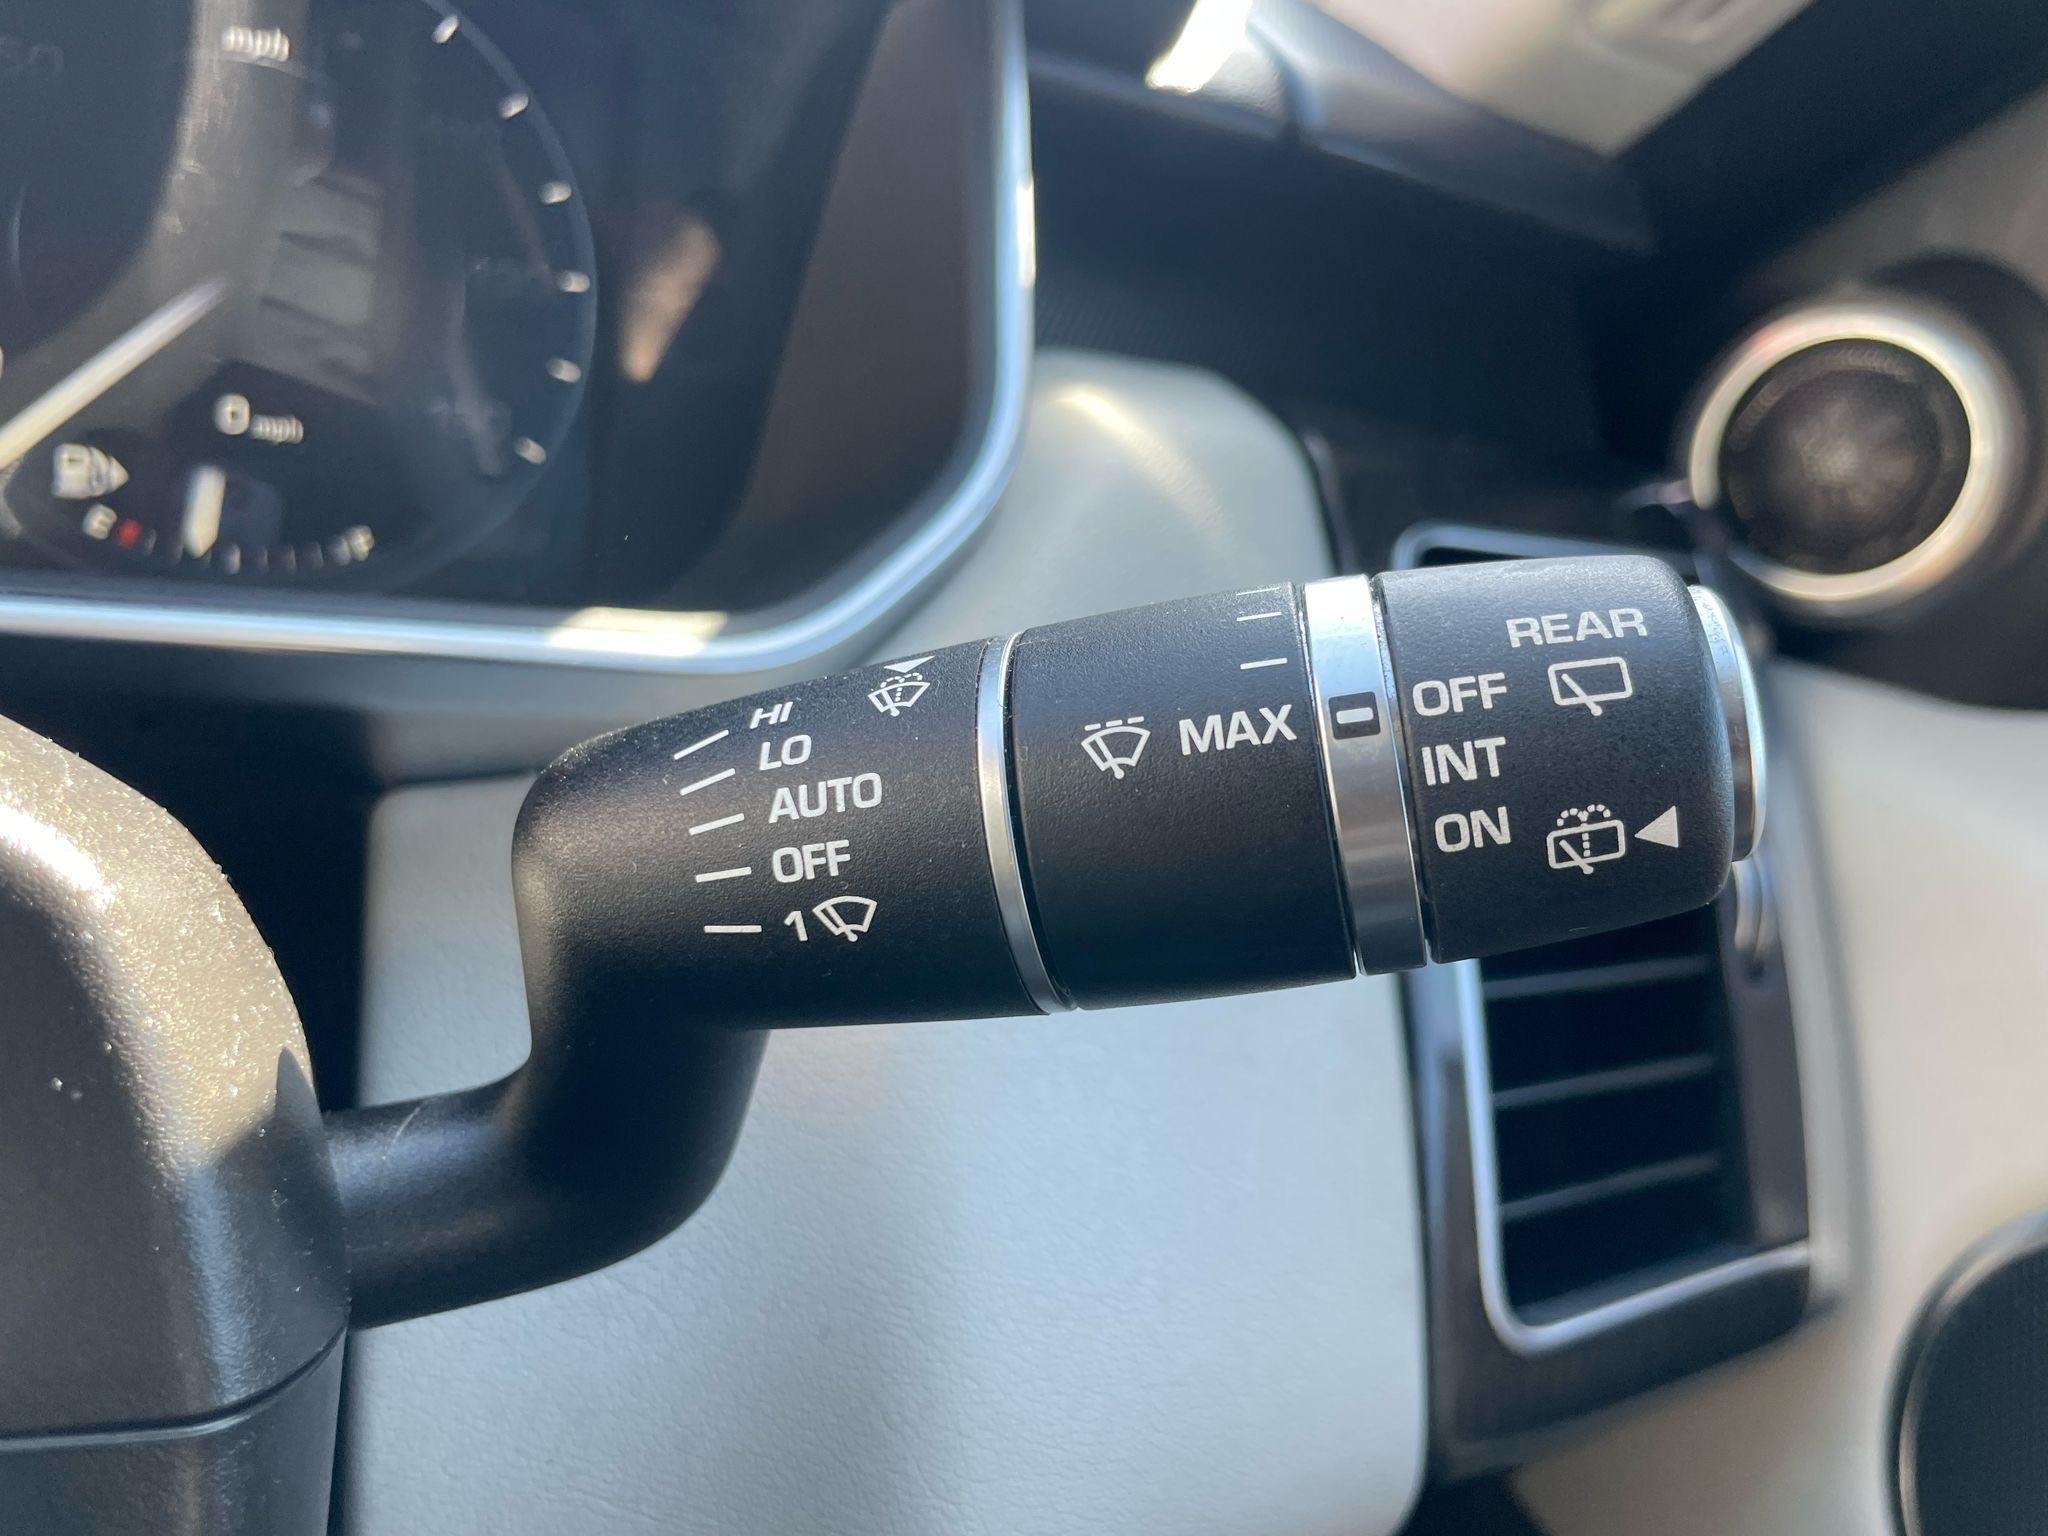 mph
0 mph
E
HI
LO
AUTO
OFF
1
MAX
REAR
OFF
INT
ON